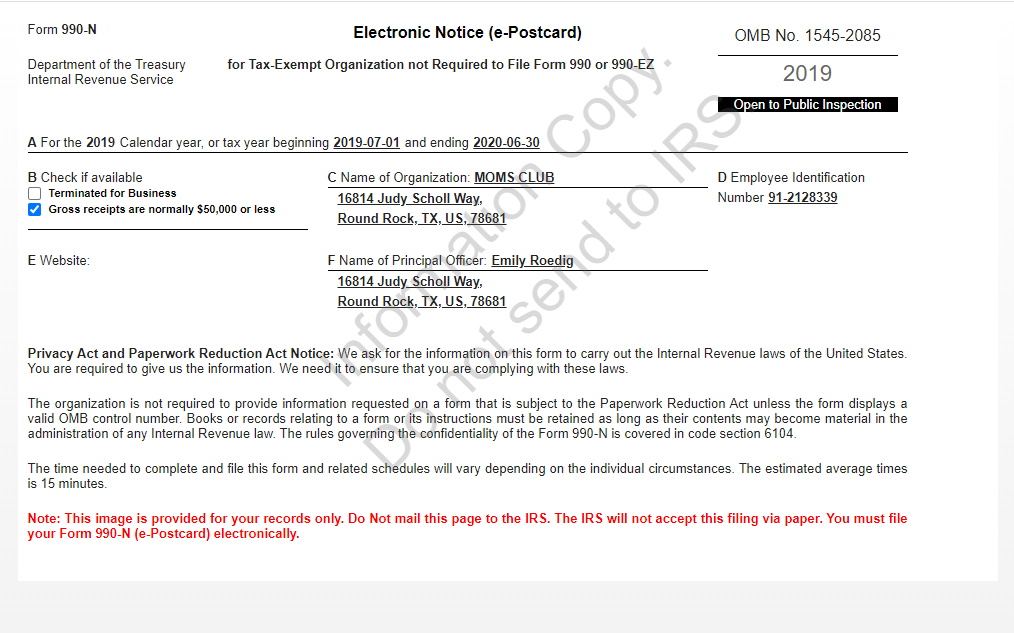 Form 990-N
Electronic Notice (e-Postcard)
OMB No. 1545-2085
Department of the Treasury
Internal Revenue Service
for Tax-Exempt Organization not Required to File Form 990 or 990-EZ
2019
Open to Public Inspection
A For the 2019 Calendar year, or tax year beginning 2019-07-01 and ending 2020-06-30
B Check if available
Terminated for Business
Gross receipts are normally $50,000 or less
C Name of Organization: MOMS CLUB
16814 Judy Scholl Way,
Round Rock, TX, US, 78681
D Employee Identification
Number 91-2128339
E Website:
F Name of Principal Officer: Emily Roedig
16814 Judy Scholl Way,
Round Rock, TX, US, 78681
Privacy Act and Paperwork Reduction Act Notice: We ask for the information on this form to carry out the Internal Revenue laws of the United States.
You are required to give us the information. We need it to ensure that you are complying with these laws.
The organization is not required to provide information requested on a form that is subject to the Paperwork Reduction Act unless the form displays a
valid OMB control number. Books or records relating to a form or its instructions must be retained as long as their contents may become material in the
administration of any Internal Revenue law. The rules governing the confidentiality of the Form 990-N is covered in code section 6104.
The time needed to complete and file this form and related schedules will vary depending on the individual circumstances. The estimated average times
is 15 minutes.
Note: This image is provided for your records only. Do Not mail this page to the IRS. The IRS will not accept this filing via paper. You must file
your Form 990-N (e-Postcard) electronically.
Information Copy.
Do not send to IRS.